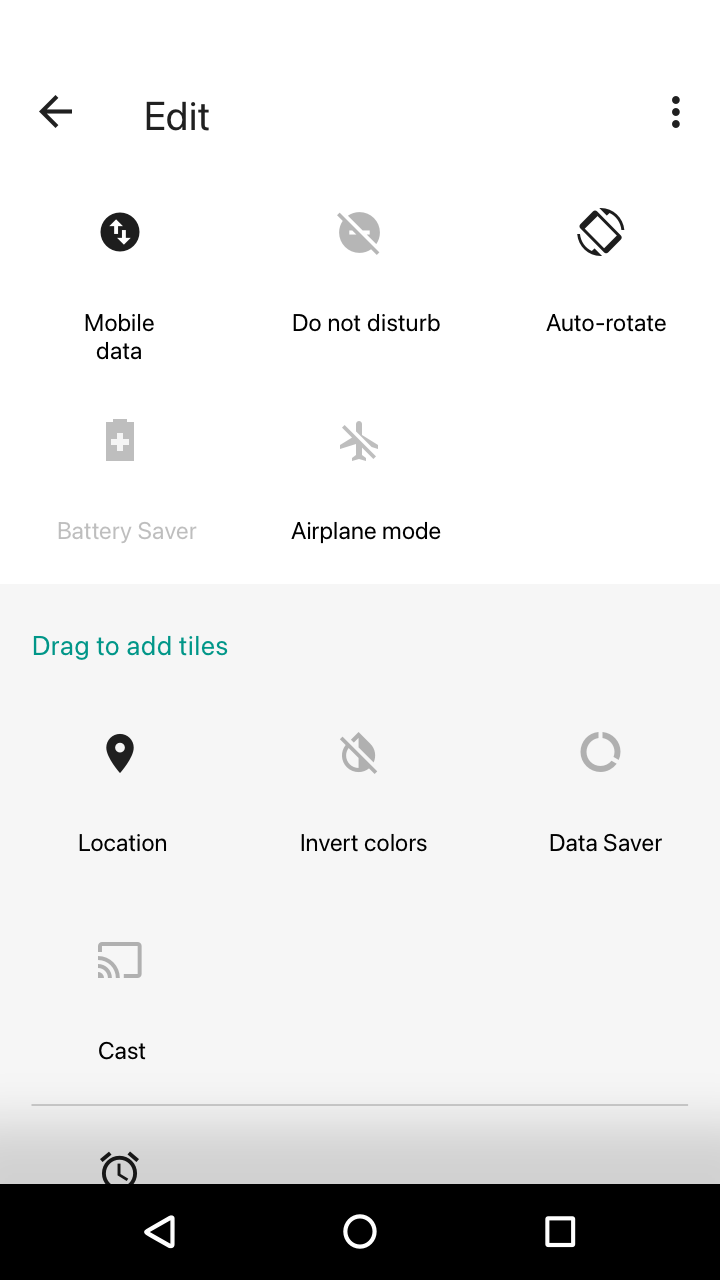 Edit
Mobile
data
Do not disturb
Auto-rotate
Battery Saver
Airplane mode
Drag to add tiles
Location
Invert colors
Data Saver
Cast